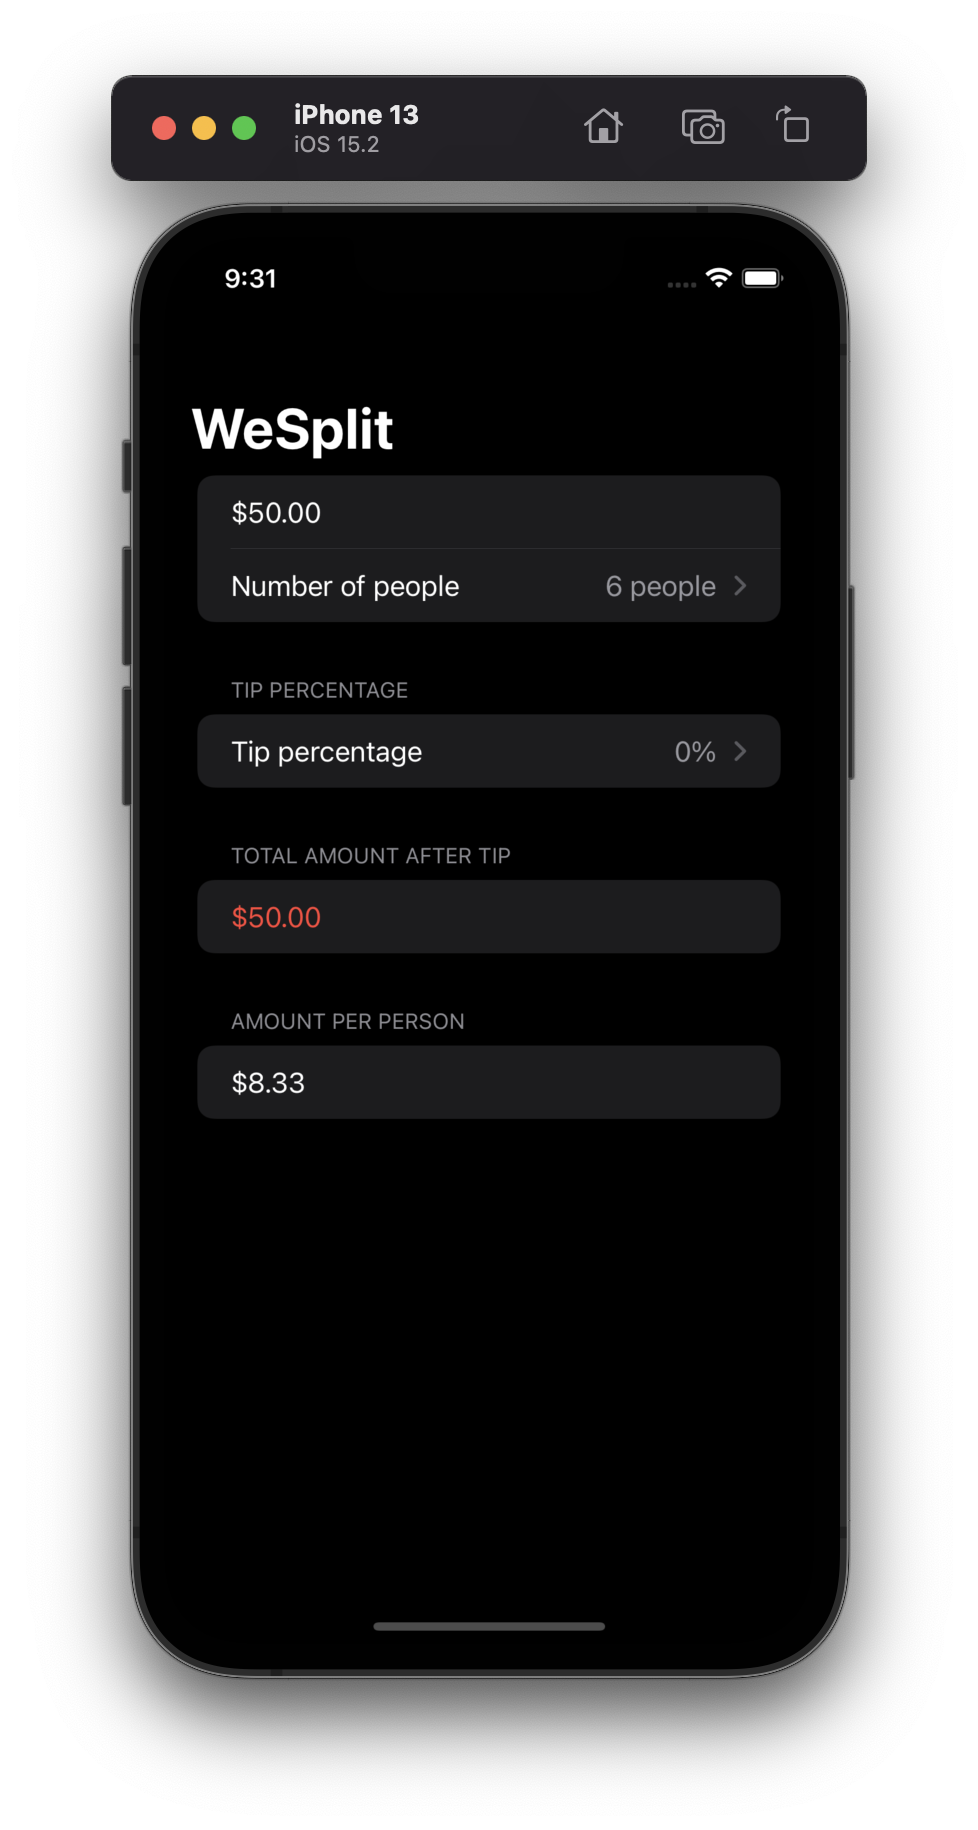 iPhone 13
iOS 15.2
9:31
WeSplit
$50.00
Number of people 6 people
TIP PERCENTAGE
Tip percentage 0%
TOTAL AMOUNT AFTER TIP
$50.00
AMOUNT PER PERSON
$8.33